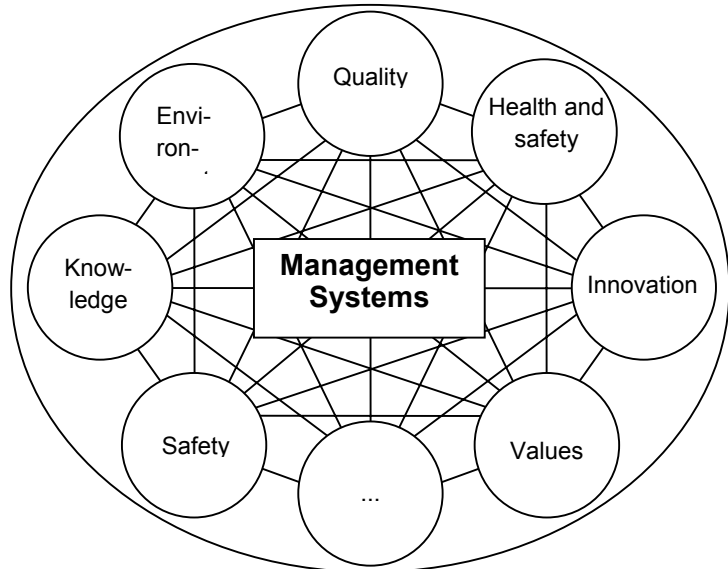 Quality
Health and
safety
Envi-
ron-
Know-
ledge
Management
Systems
Innovation
Safety
Values
...